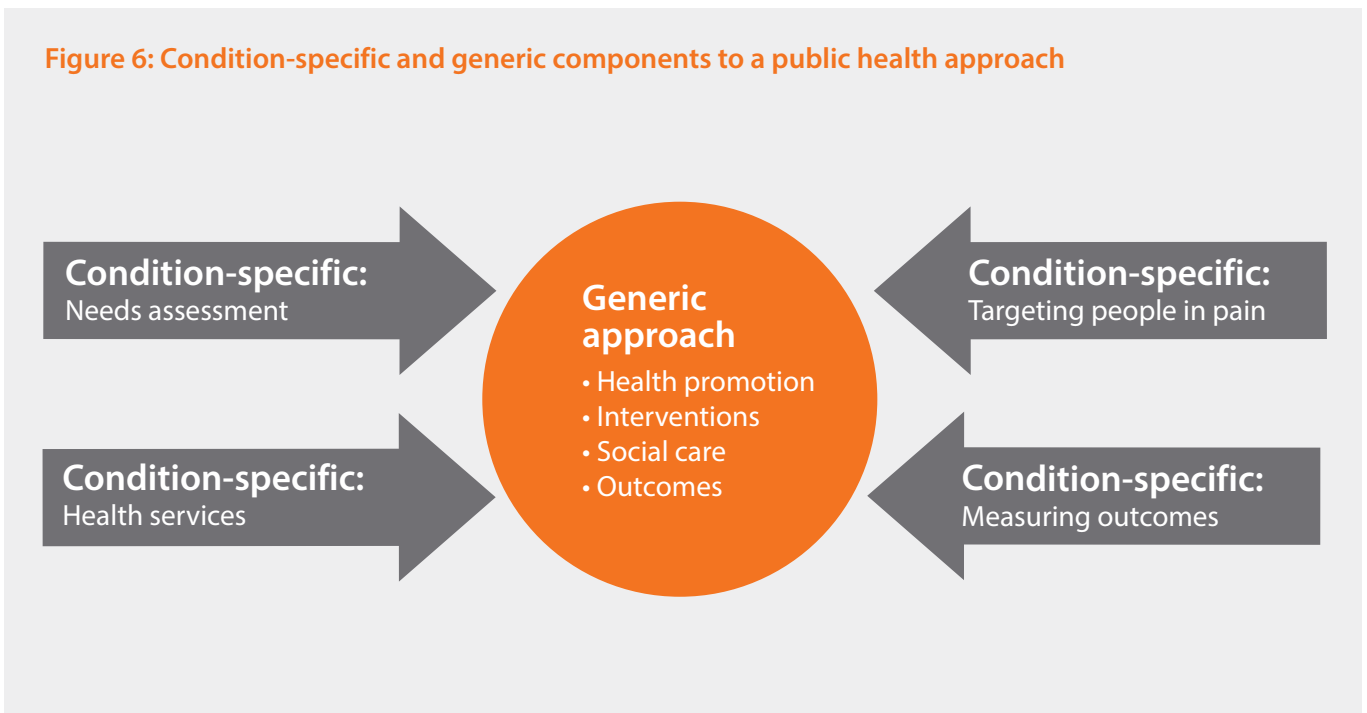 Figure 6: Condition-specific and generic components to a public health approach
Condition-specific:
Needs assessment
Condition-specific:
Health services
Generic
approach
• Health promotion
• Interventions
• Social care
• Outcomes
Condition-specific:
Targeting people in pain
Condition-specific:
Measuring outcomes